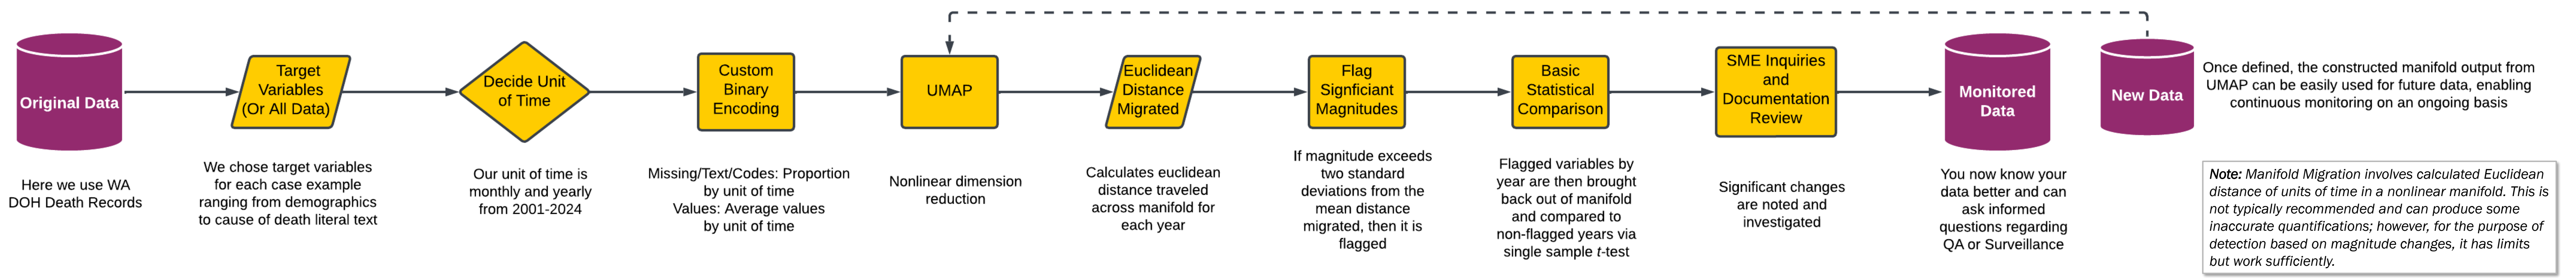 Original Data
Here we use WA
DOH Death Records
Target
Variables
(Or All Data)
We chose target variables
for each case example
ranging from demographics
to cause of death literal text
Decide Unit
of Time
Our unit of time is
monthly and yearly
from 2001-2024
Custom
Binary
Encoding
Missing/Text/Codes: Proportion
by unit of time
Values: Average values
by unit of time
UMAP
Nonlinear dimension
reduction
Euclidean
Distance
Migrated
Calculates euclidean
distance traveled
across manifold for
each year
Flag
Signficiant
Magnitudes
If magnitude exceeds
two standard
deviations from the
mean distance
migrated, then it is
flagged
Basic
Statistical
Comparison
Flagged variables by
year are then brought
back out of manifold
and compared to
non-flagged years via
single sample t-test
SME Inquiries
and
Documentation
Review
Significant changes
are noted and
investigated
Monitored
Data
You now know your
data better and can
ask informed
questions regarding
QA or Surveillance
New Data
Once defined, the constructed manifold output from
UMAP can be easily used for future data, enabling
continuous monitoring on an ongoing basis
Note: Manifold Migration involves calculated Euclidean
distance of units of time in a nonlinear manifold. This is
not typically recommended and can produce some
inaccurate quantifications; however, for the purpose of
detection based on magnitude changes, it has limits
but work sufficiently.